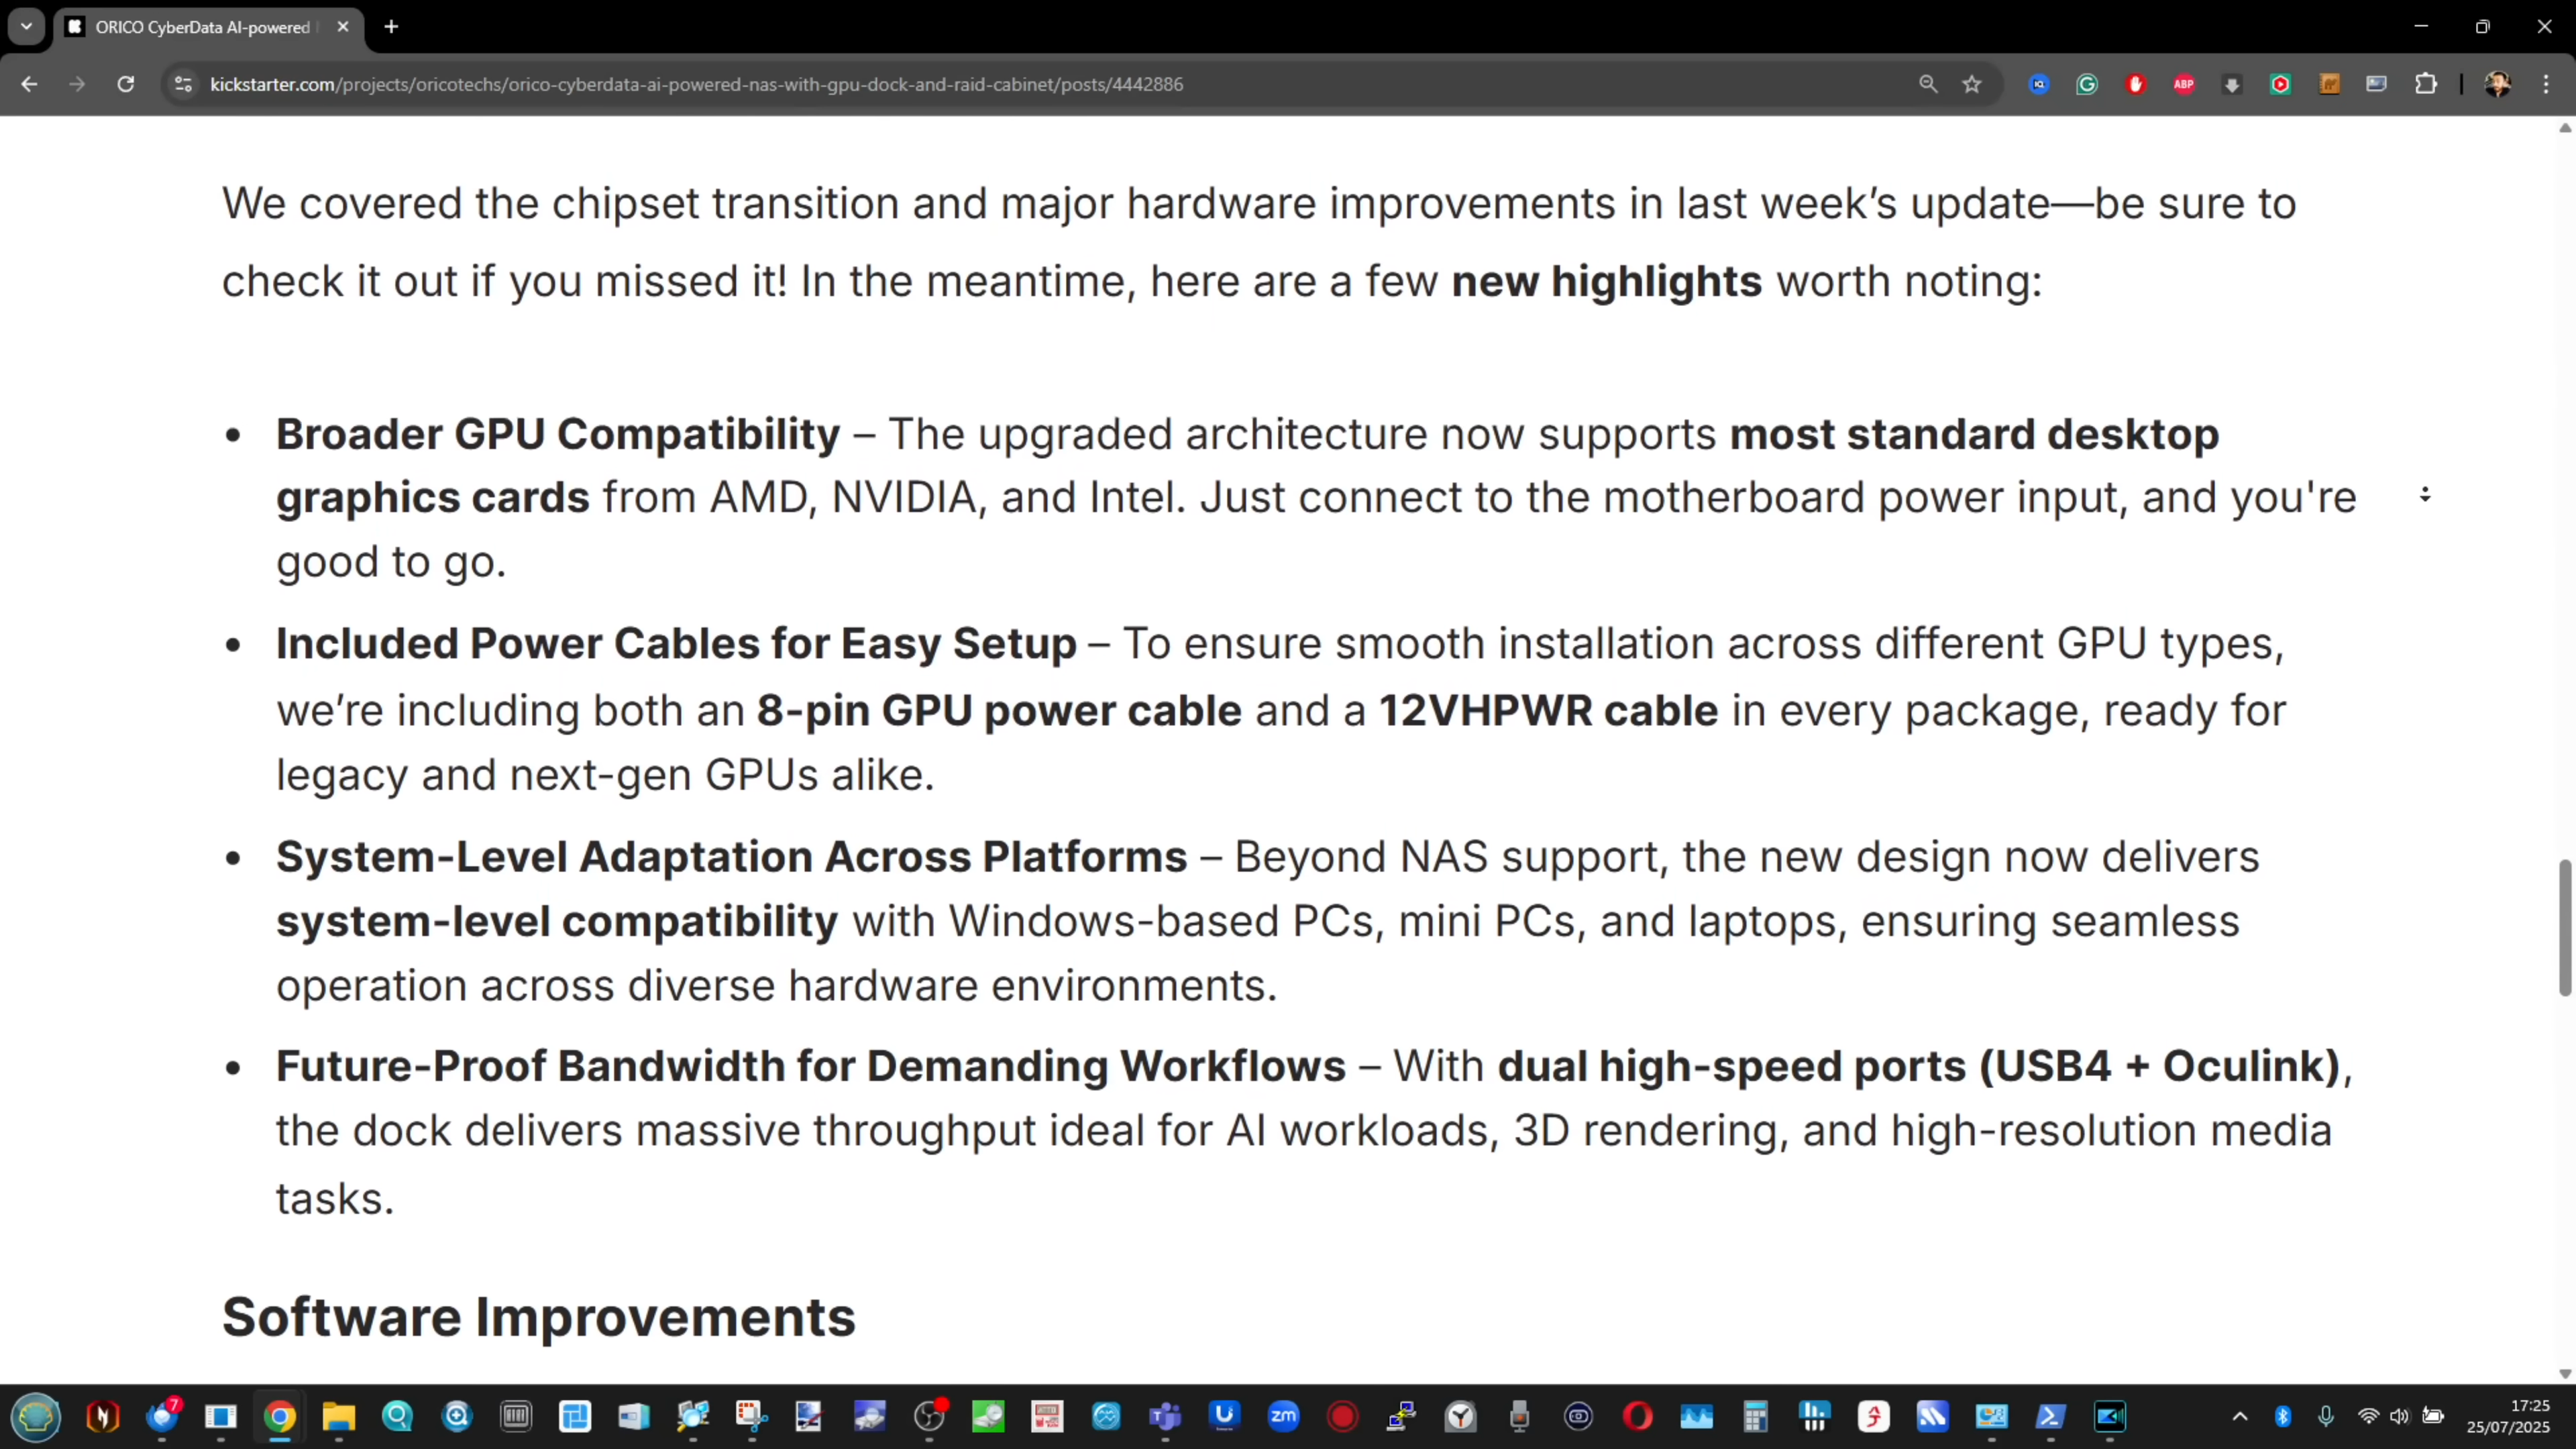 ORICO CyberData AI-powered
kickstarter.com/projects/oricotechs/orico-cyberdata-ai-powered-nas-with-gpu-dock-and-raid-cabinet/posts/4442886
ABP
We covered the chipset transition and major hardware improvements in last week’s update—be sure to
check it out if you missed it! In the meantime, here are a few new highlights worth noting:
• Broader GPU Compatibility – The upgraded architecture now supports most standard desktop
graphics cards from AMD, NVIDIA, and Intel. Just connect to the motherboard power input, and you're
good to go.
• Included Power Cables for Easy Setup – To ensure smooth installation across different GPU types,
we’re including both an 8-pin GPU power cable and a 12VHPWR cable in every package, ready for
legacy and next-gen GPUs alike.
• System-Level Adaptation Across Platforms – Beyond NAS support, the new design now delivers
system-level compatibility with Windows-based PCs, mini PCs, and laptops, ensuring seamless
operation across diverse hardware environments.
• Future-Proof Bandwidth for Demanding Workflows – With dual high-speed ports (USB4 + Oculink),
the dock delivers massive throughput ideal for AI workloads, 3D rendering, and high-resolution media
tasks.
Software Improvements
7
zm
17:25
25/07/2025